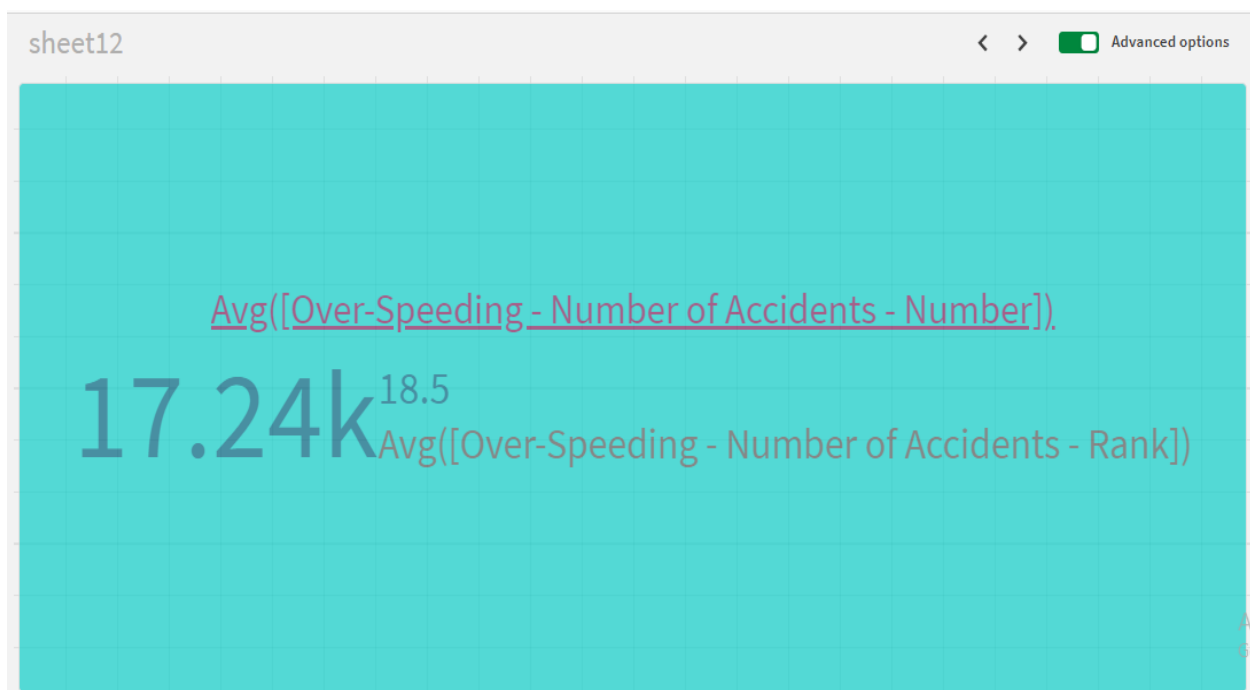 sheet12
Advanced options
Avg([Over-Speeding - Number of Accidents - Number])
17.24k
18.5
Avg([Over-Speeding - Number of Accidents - Rank])